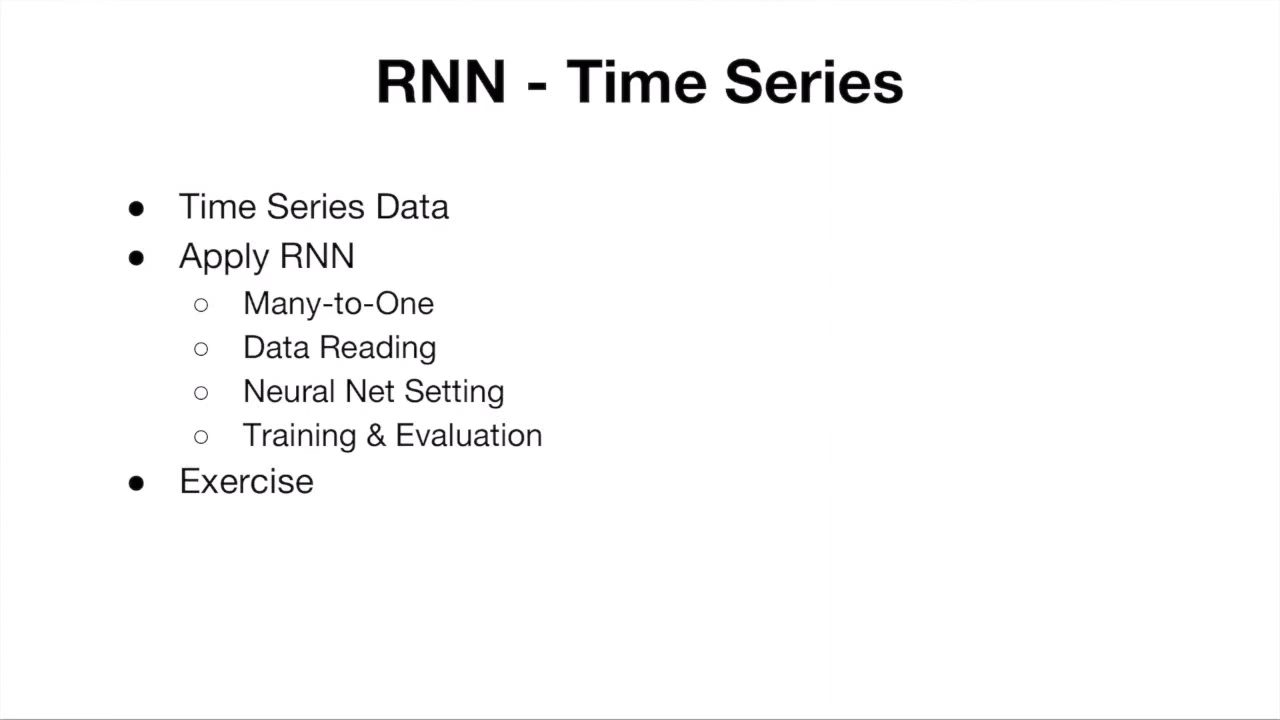 RNN - Time Series
● Time Series Data
● Apply RNN
○ Many-to-One
○ Data Reading
○ Neural Net Setting
○ Training & Evaluation
● Exercise